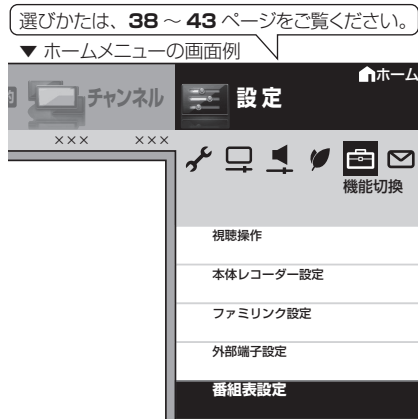 選びかたは、38～43ページをご覧ください。
▼ ホームメニューの画面例
ホーム
チャンネル
設定
××× ×××
機能切換
視聴操作
本体レコーダー設定
ファミリンク設定
外部端子設定
番組表設定